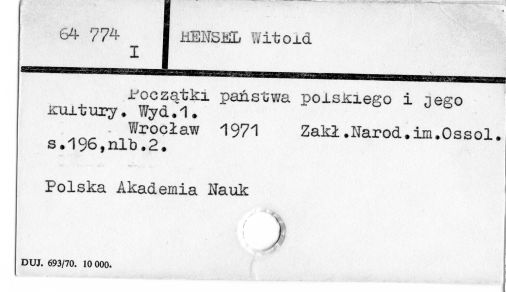 64 774
I
HENSEL Witold
Początki państwa polskiego i jego
kultury. Wyd.1.
Wrocław 1971 Zakł.Narod.im.Ossol.
s.196,nlb.2.
Polska Akademia Nauk
DUJ. 693/70. 10 000.